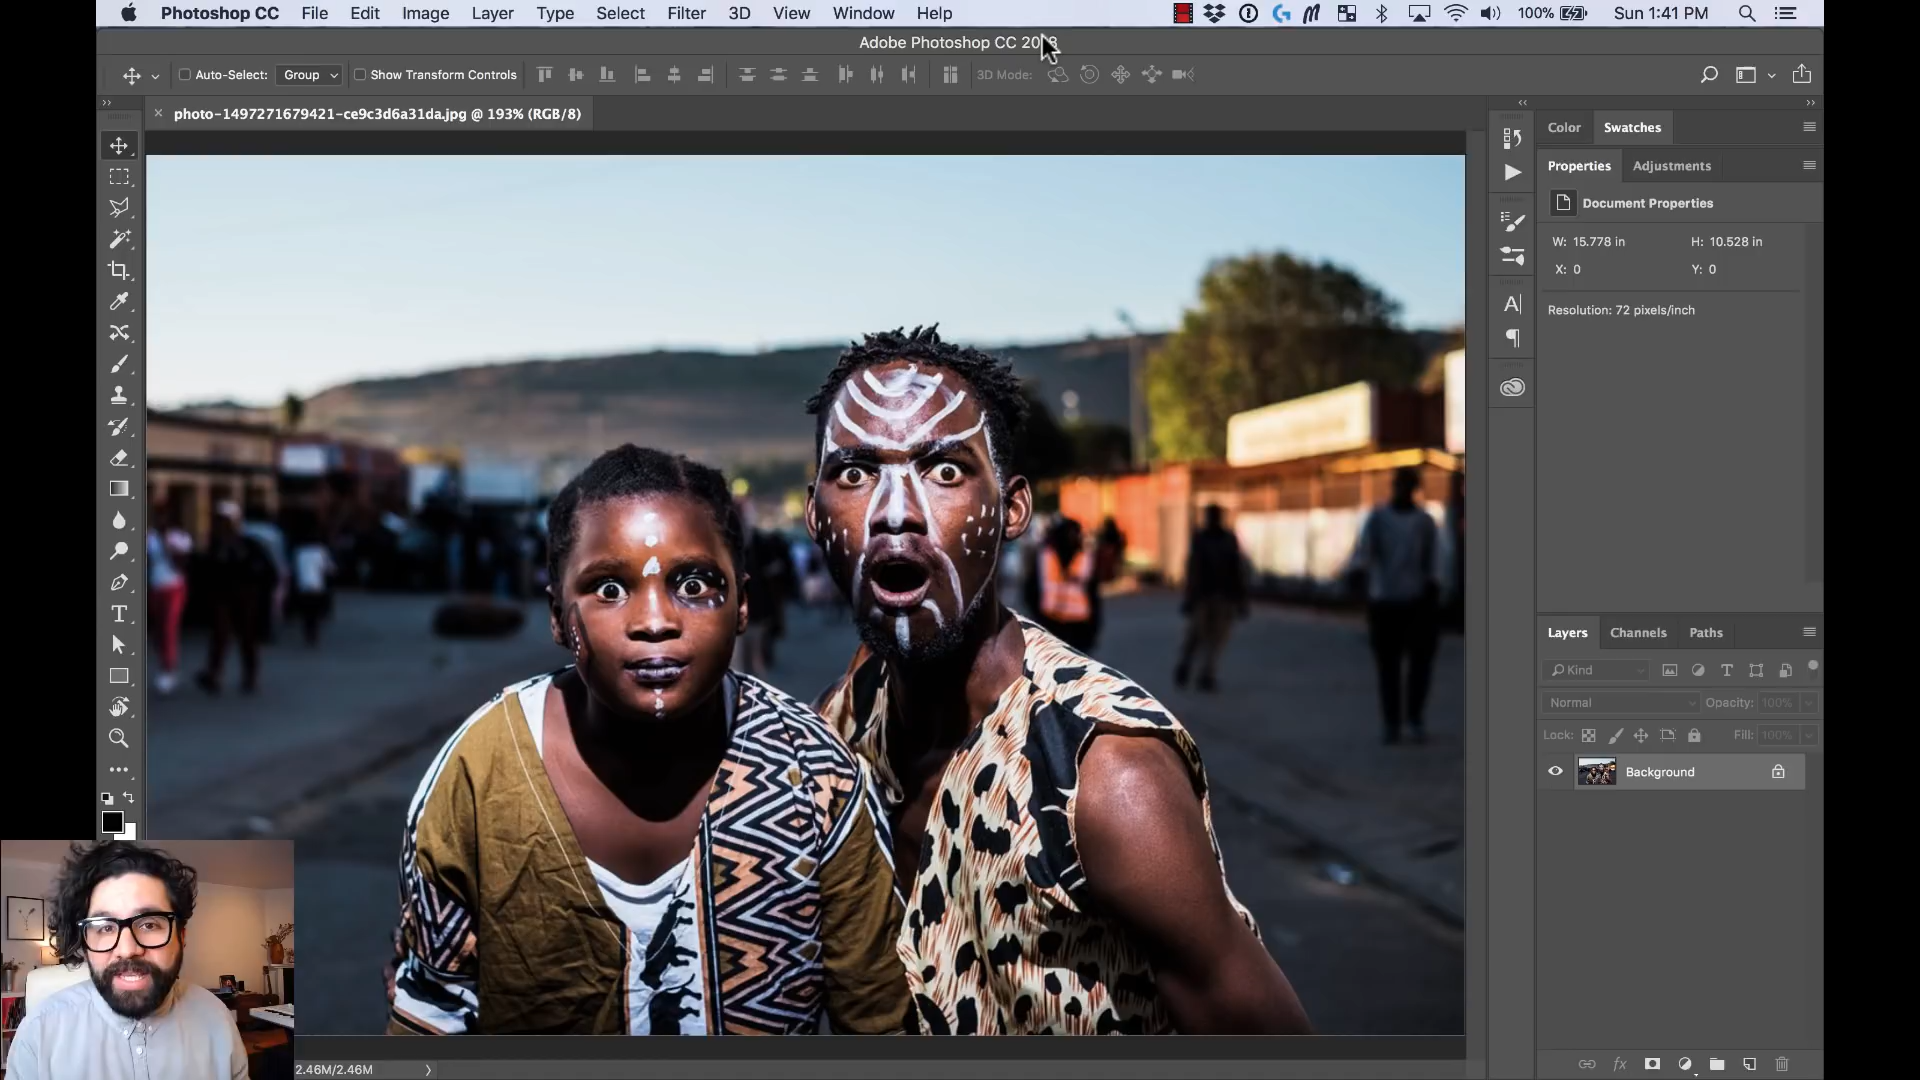 Photoshop CC File Edit Image Layer Type Select Filter 3D View Window Help 100% Sun 1:41 PM
Adobe Photoshop CC 2018
Auto-Select: Group Show Transform Controls 3D Mode:
photo-1497271679421-ce9c3d6a31da.jpg @ 193% (RGB/8)
Color Swatches
Properties Adjustments
Document Properties
W: 15.778 in H: 10.528 in
X: 0 Y: 0
Resolution: 72 pixels/inch
Layers Channels Paths
Kind
Normal Opacity: 100%
Lock: Fill: 100%
Background
2.46M/2.46M